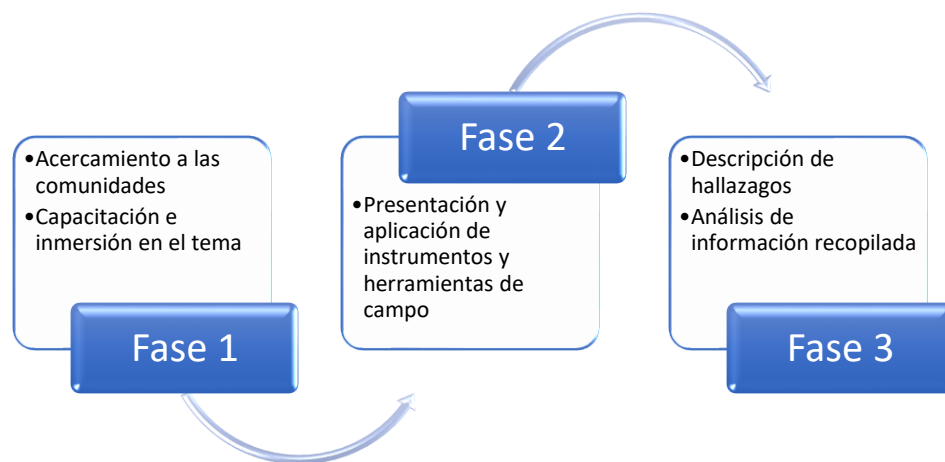 •Acercamiento a las
comunidades
•Capacitación e
inmersión en el tema
Fase 1
Fase 2
•Presentación y
aplicación de
instrumentos y
herramientas de
campo
•Descripción de
hallazagos
•Análisis de
información recopilada
Fase 3